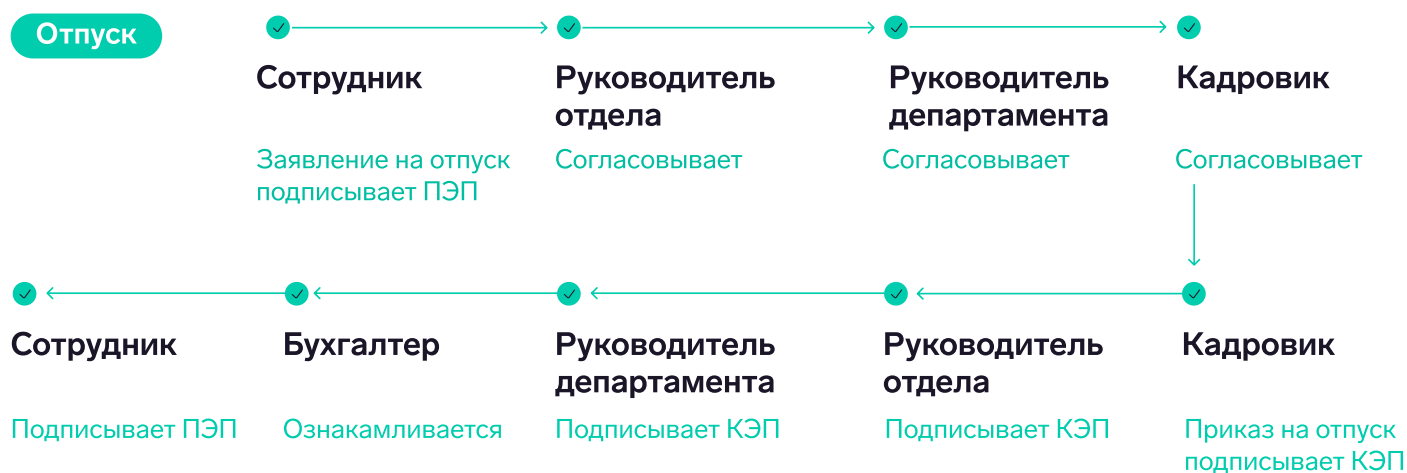 Отпуск
Сотрудник
Руководитель
отдела
Руководитель
департамента
Кадровик
Заявление на отпуск
подписывает ПЭП
Согласовывает
Согласовывает
Согласовывает
Сотрудник
Бухгалтер
Руководитель
департамента
Руководитель
отдела
Кадровик
Подписывает ПЭП
Ознакамливается
Подписывает КЭП
Подписывает КЭП
Приказ на отпуск
подписывает КЭП